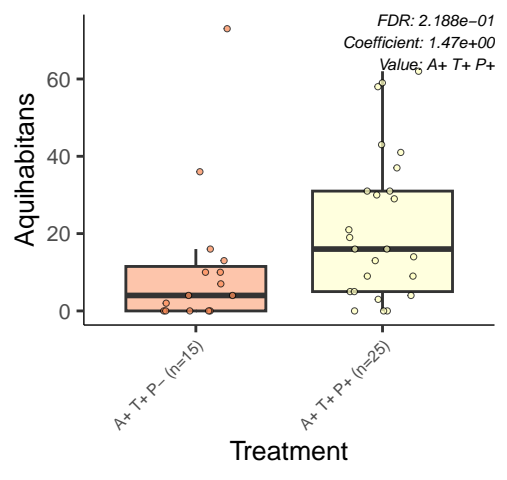 FDR: 2.188e−01
Coefficient: 1.47e+00
Value: A+ T+ P+
Aquihabitans
60
40
20
0
A+ T+ P− (n=15)
A+ T+ P+ (n=25)
Treatment